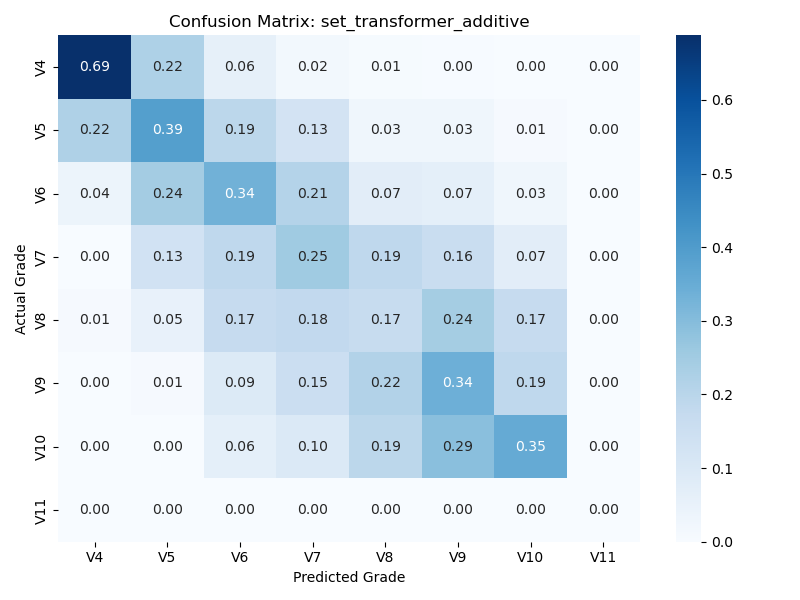 Confusion Matrix: set_transformer_additive
Actual Grade
V4 0.69 0.22 0.06 0.02 0.01 0.00 0.00 0.00
V5 0.22 0.39 0.19 0.13 0.03 0.03 0.01 0.00
V6 0.04 0.24 0.34 0.21 0.07 0.07 0.03 0.00
V7 0.00 0.13 0.19 0.25 0.19 0.16 0.07 0.00
V8 0.01 0.05 0.17 0.18 0.17 0.24 0.17 0.00
V9 0.00 0.01 0.09 0.15 0.22 0.34 0.19 0.00
V10 0.00 0.00 0.06 0.10 0.19 0.29 0.35 0.00
V11 0.00 0.00 0.00 0.00 0.00 0.00 0.00 0.00
V4 V5 V6 V7 V8 V9 V10 V11
Predicted Grade
0.6
0.5
0.4
0.3
0.2
0.1
0.0